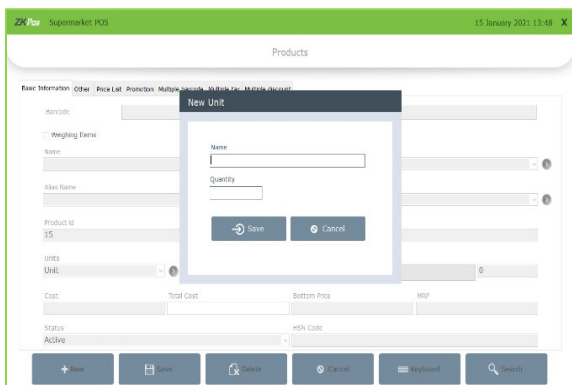 ZKPos Supermarket POS 15 January 2021 13:48 X
Products
Basic Information Other Price List Promotion Multiple barcode Multiple tax Multiple discount
New Unit
Barcode
Weighing Items
Name
Name
Quantity
Alias Name
Save Cancel
Product Id
15
Units
Unit 0
Cost Total Cost Bottom Price MRP
Status HSN Code
Active
New Save Delete Cancel Keyboard Search